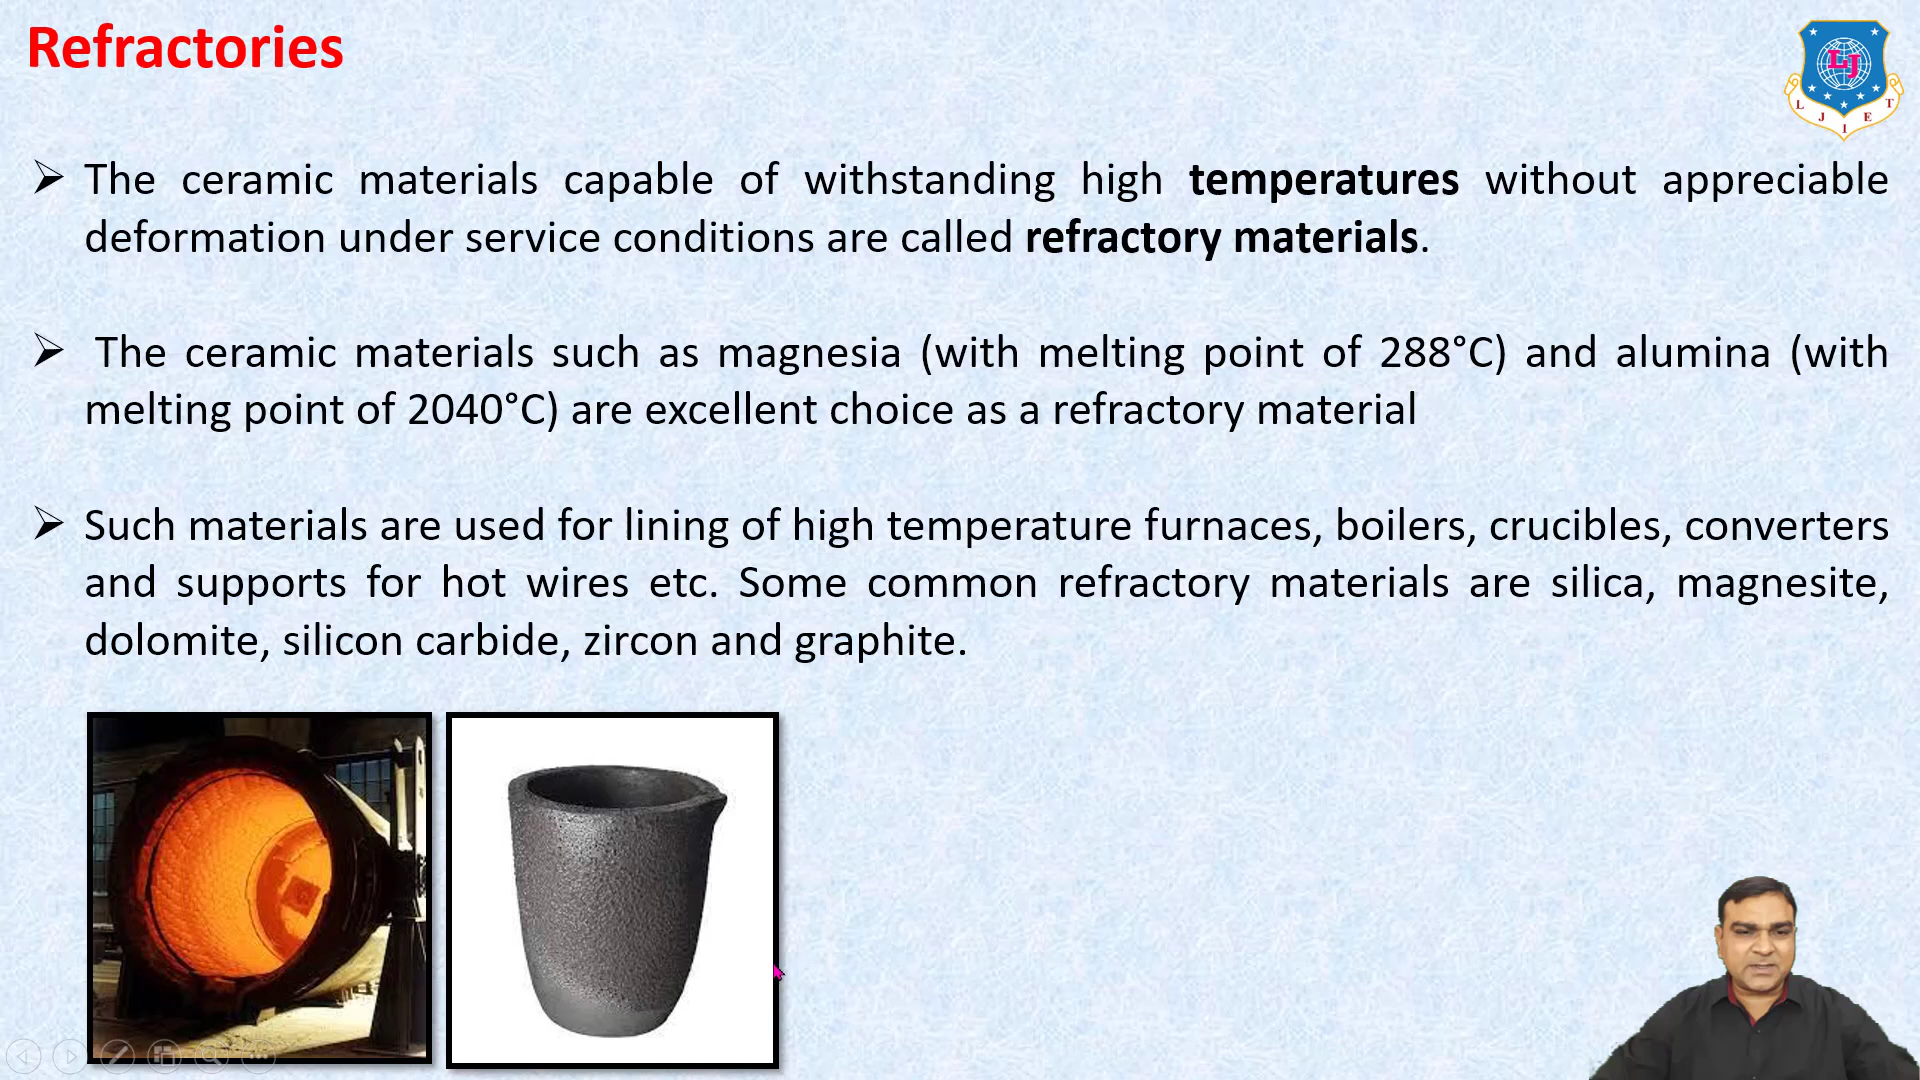 Refractories
LJ
L J I E T
➢ The ceramic materials capable of withstanding high temperatures without appreciable
deformation under service conditions are called refractory materials.
➢ The ceramic materials such as magnesia (with melting point of 288°C) and alumina (with
melting point of 2040°C) are excellent choice as a refractory material
➢ Such materials are used for lining of high temperature furnaces, boilers, crucibles, converters
and supports for hot wires etc. Some common refractory materials are silica, magnesite,
dolomite, silicon carbide, zircon and graphite.